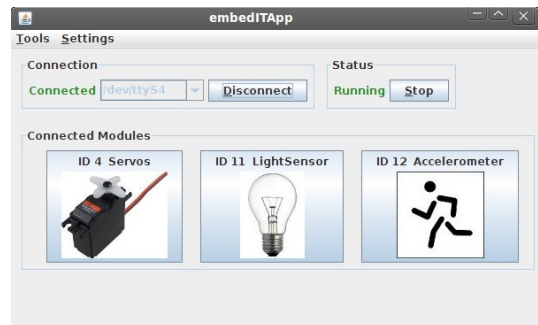 embedITApp
Tools Settings
Connection
Connected /dev/ttyS4 Disconnect
Status
Running Stop
Connected Modules
ID 4 Servos
ID 11 LightSensor
ID 12 Accelerometer